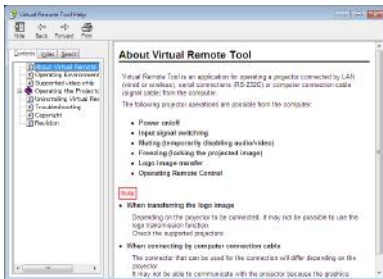 Virtual Remote Tool Help
Hide Back Forward Print
Contents Index Search
About Virtual Remote
Operating Environment
Supported video chip
Operating the Projecto
Uninstalling Virtual Rem
Troubleshooting
Copyright
Revision
About Virtual Remote Tool
Virtual Remote Tool is an application for operating a projector connected by LAN
(wired or wireless), serial connections (RS-232C) or computer connection cable
(signal cable) from the computer.
The following projector operations are possible from the computer:
• Power on/off
• Input signal switching
• Muting (temporarily disabling audio/video)
• Freezing (locking the projected image)
• Logo Image transfer
• Operating Remote Control
Note
• When transferring the logo image
Depending on the projector to be connected, it may not be possible to use the
logo transmission function.
Check the supported projectors.
• When connecting by computer connection cable
The connector that can be used for the connection will differ depending on the
projector.
It may not be able to communicate with the projector because the graphics